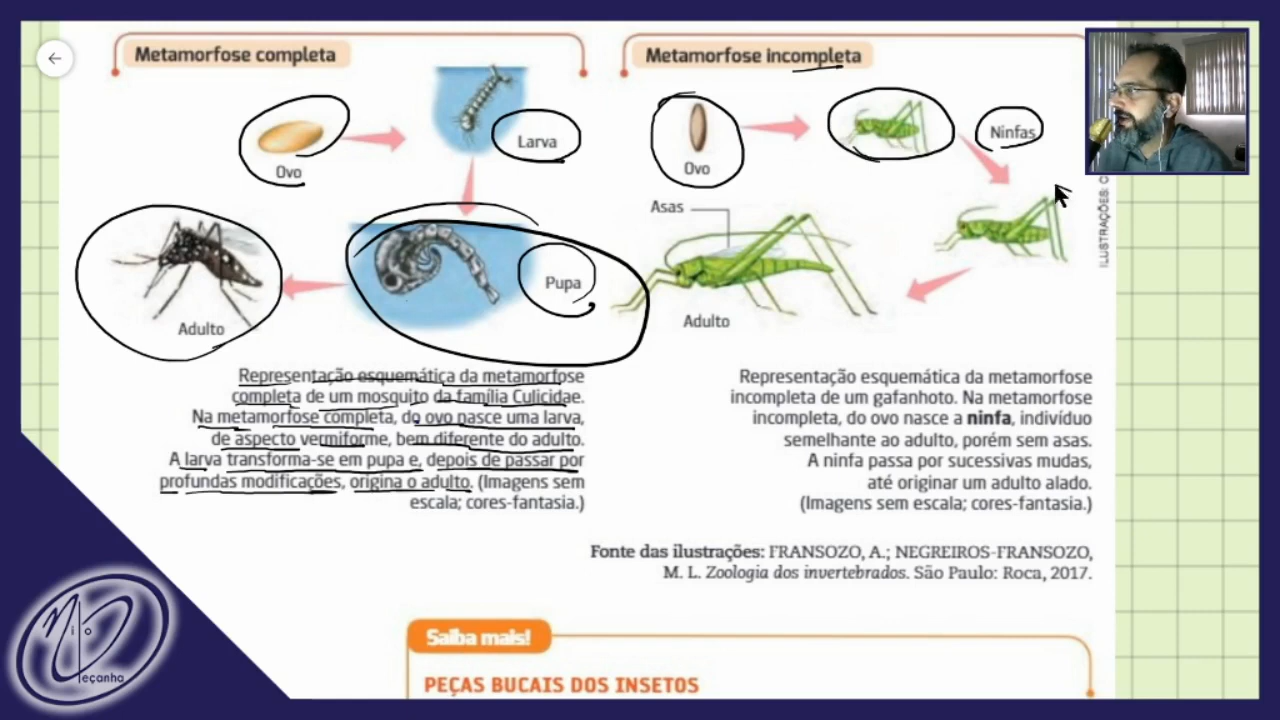 Metamorfose completa
Ovo
Larva
Pupa
Adulto
Representação esquemática da metamorfose
completa de um mosquito da família Culicidae.
Na metamorfose completa, do ovo nasce uma larva,
de aspecto vermiforme, bem diferente do adulto.
A larva transforma-se em pupa e, depois de passar por
profundas modificações, origina o adulto. (Imagens sem
escala; cores-fantasia.)
Metamorfose incompleta
Ovo
Ninfas
Asas
Adulto
Representação esquemática da metamorfose
incompleta de um gafanhoto. Na metamorfose
incompleta, do ovo nasce a ninfa, indivíduo
semelhante ao adulto, porém sem asas.
A ninfa passa por sucessivas mudas,
até originar um adulto alado.
(Imagens sem escala; cores-fantasia.)
ILUSTRAÇÕES:
Fonte das ilustrações: FRANSOZO, A.; NEGREIROS-FRANSOZO,
M. L. Zoologia dos invertebrados. São Paulo: Roca, 2017.
Saiba mais!
PEÇAS BUCAIS DOS INSETOS